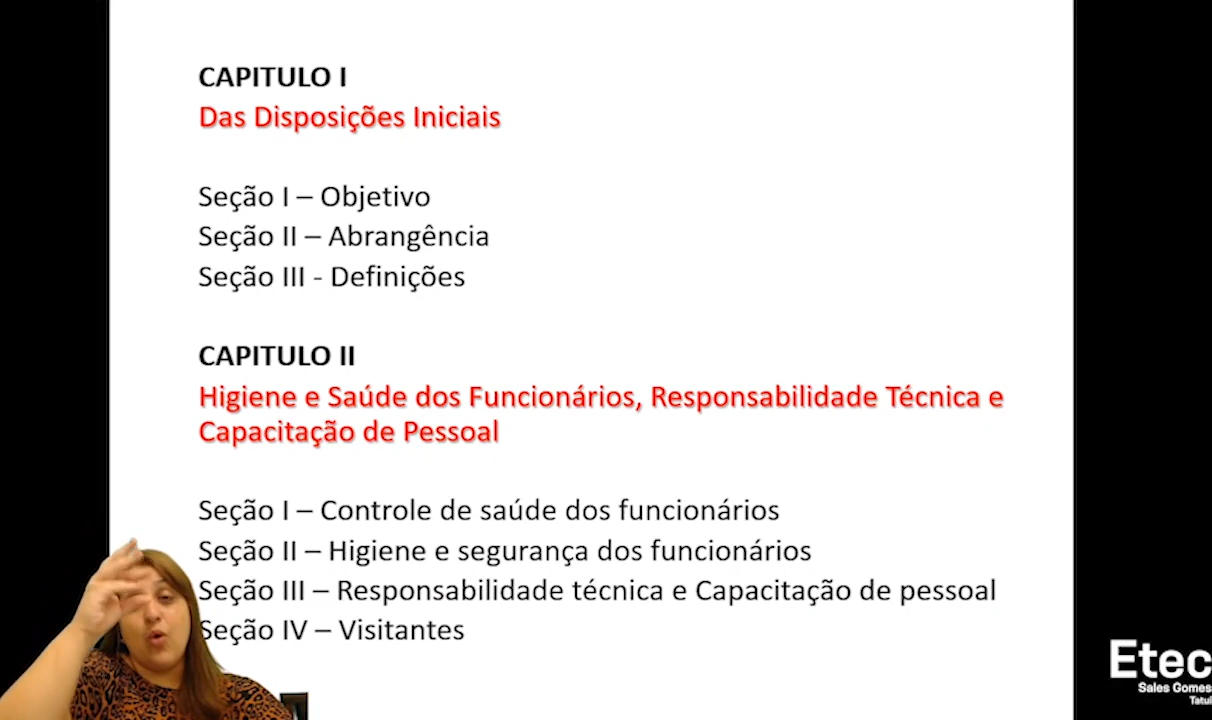 CAPITULO I
Das Disposições Iniciais
Seção I – Objetivo
Seção II – Abrangência
Seção III - Definições
CAPITULO II
Higiene e Saúde dos Funcionários, Responsabilidade Técnica e
Capacitação de Pessoal
Seção I – Controle de saúde dos funcionários
Seção II – Higiene e segurança dos funcionários
Seção III – Responsabilidade técnica e Capacitação de pessoal
Seção IV – Visitantes
Etec
Sales Gomes
Tatuí